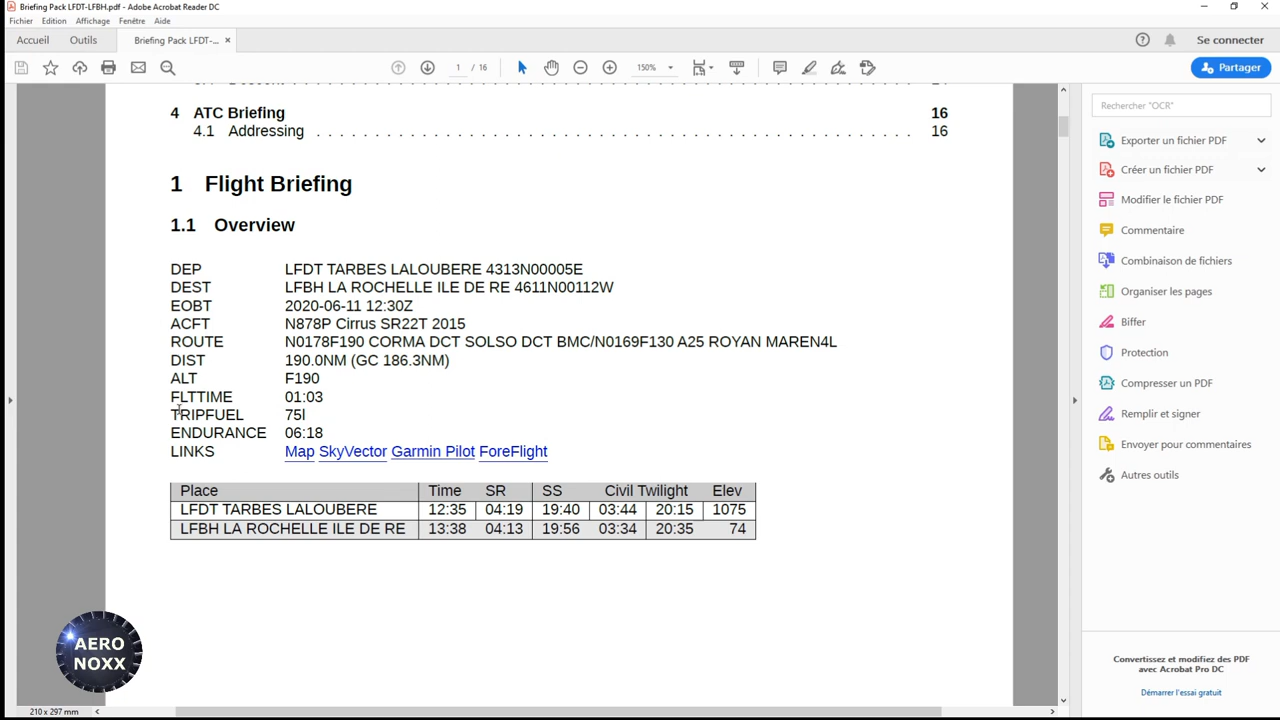 Briefing Pack LFDT-LFBH.pdf - Adobe Acrobat Reader DC
Fichier Edition Affichage Fenêtre Aide
Accueil Outils Briefing Pack LFDT-... × Se connecter
1 / 16 150% Partager
4 ATC Briefing 16
4.1 Addressing . . . . . . . . . . . . . . . . . . . . . . . . . . . . . . . . . . . . . . . . . . 16
1 Flight Briefing
1.1 Overview
DEP LFDT TARBES LALOUBERE 4313N00005E
DEST LFBH LA ROCHELLE ILE DE RE 4611N00112W
EOBT 2020-06-11 12:30Z
ACFT N878P Cirrus SR22T 2015
ROUTE N0178F190 CORMA DCT SOLSO DCT BMC/N0169F130 A25 ROYAN MAREN4L
DIST 190.0NM (GC 186.3NM)
ALT F190
FLTTIME 01:03
TRIPFUEL 75l
ENDURANCE 06:18
LINKS Map SkyVector Garmin Pilot ForeFlight
Place Time SR SS Civil Twilight Elev
LFDT TARBES LALOUBERE 12:35 04:19 19:40 03:44 20:15 1075
LFBH LA ROCHELLE ILE DE RE 13:38 04:13 19:56 03:34 20:35 74
AERO
NOXX
210 x 297 mm
Rechercher "OCR"
Exporter un fichier PDF
Créer un fichier PDF
Modifier le fichier PDF
Commentaire
Combinaison de fichiers
Organiser les pages
Biffer
Protection
Compresser un PDF
Remplir et signer
Envoyer pour commentaires
Autres outils
Convertissez et modifiez des PDF
avec Acrobat Pro DC
Démarrer l'essai gratuit